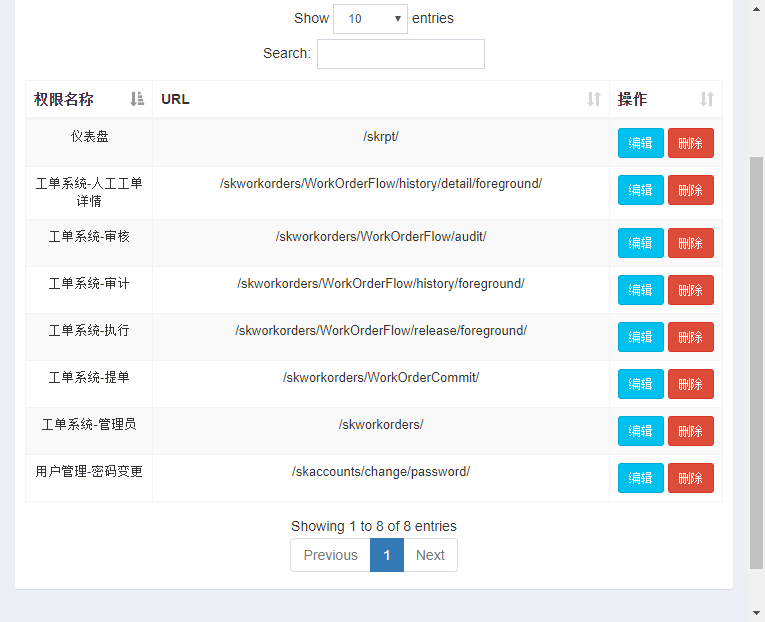 Show 10 entries
Search:
权限名称 URL 操作
仪表盘 /skrpt/ 编辑 删除
工单系统-人工工单 /skworkorders/WorkOrderFlow/history/detail/foreground/ 编辑 删除
详情
工单系统-审核 /skworkorders/WorkOrderFlow/audit/ 编辑 删除
工单系统-审计 /skworkorders/WorkOrderFlow/history/foreground/ 编辑 删除
工单系统-执行 /skworkorders/WorkOrderFlow/release/foreground/ 编辑 删除
工单系统-提单 /skworkorders/WorkOrderCommit/ 编辑 删除
工单系统-管理员 /skworkorders/ 编辑 删除
用户管理-密码变更 /skaccounts/change/password/ 编辑 删除
Showing 1 to 8 of 8 entries
Previous 1 Next